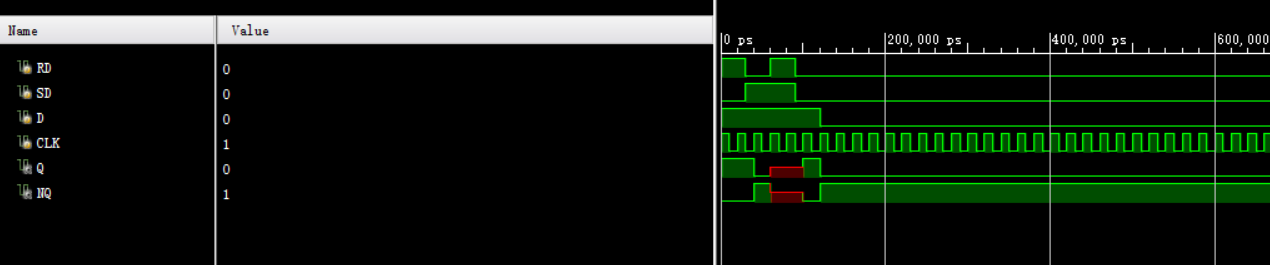 Name Value
0 ps 200,000 ps 400,000 ps 600,000
RD 0
SD 0
D 0
CLK 1
Q 0
NQ 1